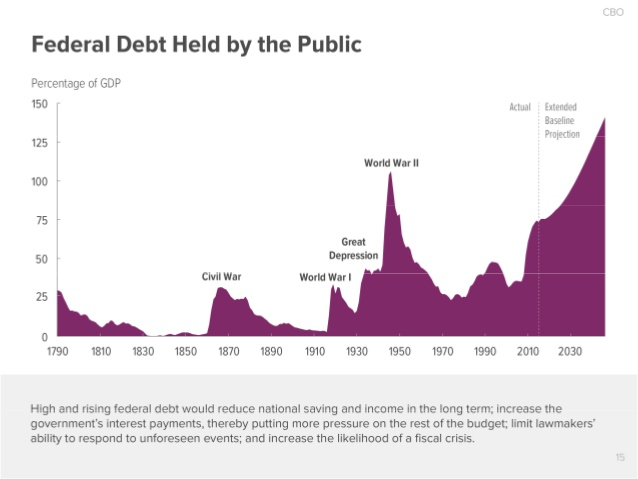 CBO
Federal Debt Held by the Public
Percentage of GDP
150
125
100
75
50
25
0
Actual
Extended
Baseline
Projection
World War II
Great
Depression
Civil War
World War I
1790 1810 1830 1850 1870 1890 1910 1930 1950 1970 1990 2010 2030
High and rising federal debt would reduce national saving and income in the long term; increase the
government's interest payments, thereby putting more pressure on the rest of the budget; limit lawmakers'
ability to respond to unforeseen events; and increase the likelihood of a fiscal crisis.
15